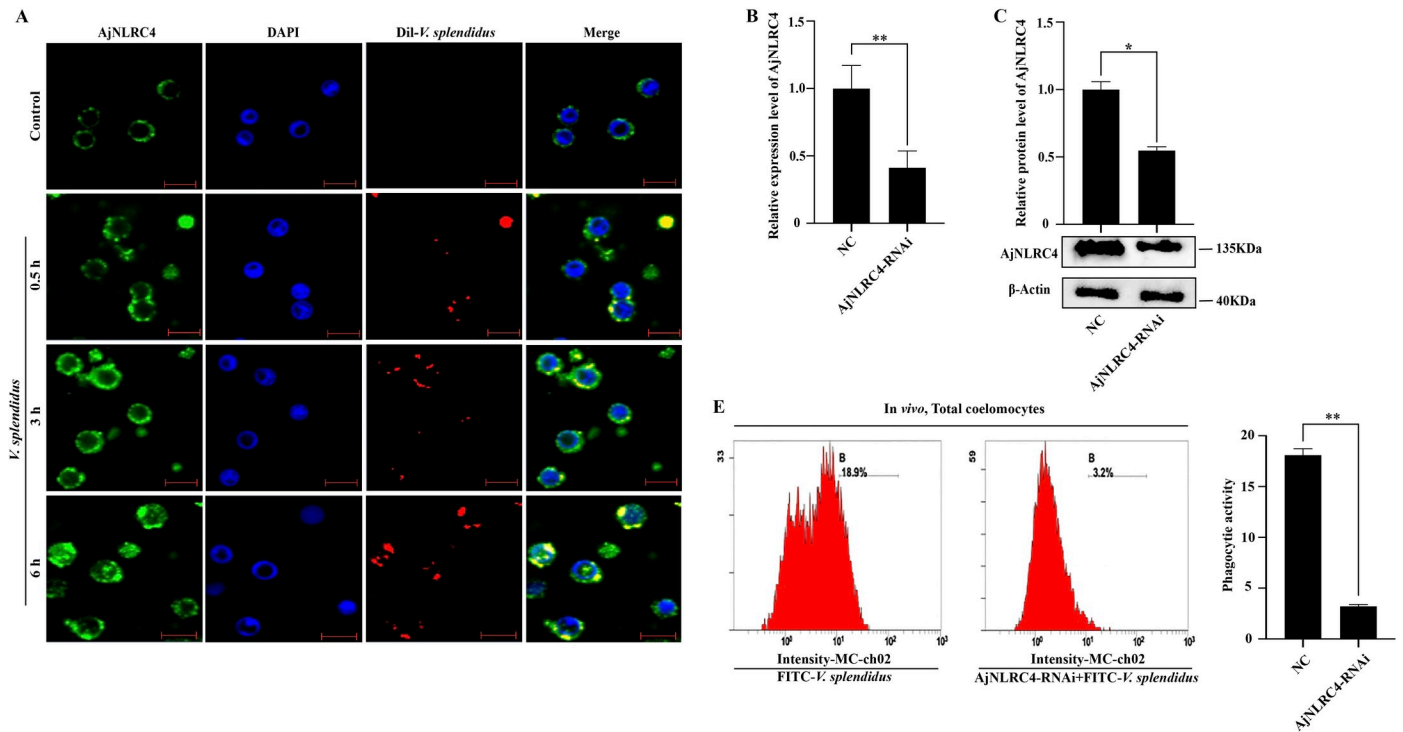 A
AjNLRC4
DAPI
Dil-V. splendidus
Merge
Control
V. splendidus
0.5 h
3 h
6 h
B
Relative expression level of AjNLRC4
1.5
1.0
0.5
0
**
NC
AjNLRC4-RNAi
C
Relative protein level of AjNLRC4
1.5
1.0
0.5
0
*
AjNLRC4
135KDa
β-Actin
40KDa
NC
AjNLRC4-RNAi
E
In vivo, Total coelomocytes
33
B
18.9%
10⁰ 10¹ 10² 10³
Intensity-MC-ch02
FITC-V. splendidus
59
B
3.2%
10⁰ 10¹ 10² 10³
Intensity-MC-ch02
AjNLRC4-RNAi+FITC-V. splendidus
Phagocytic activity
20
15
10
5
0
**
NC
AjNLRC4-RNAi